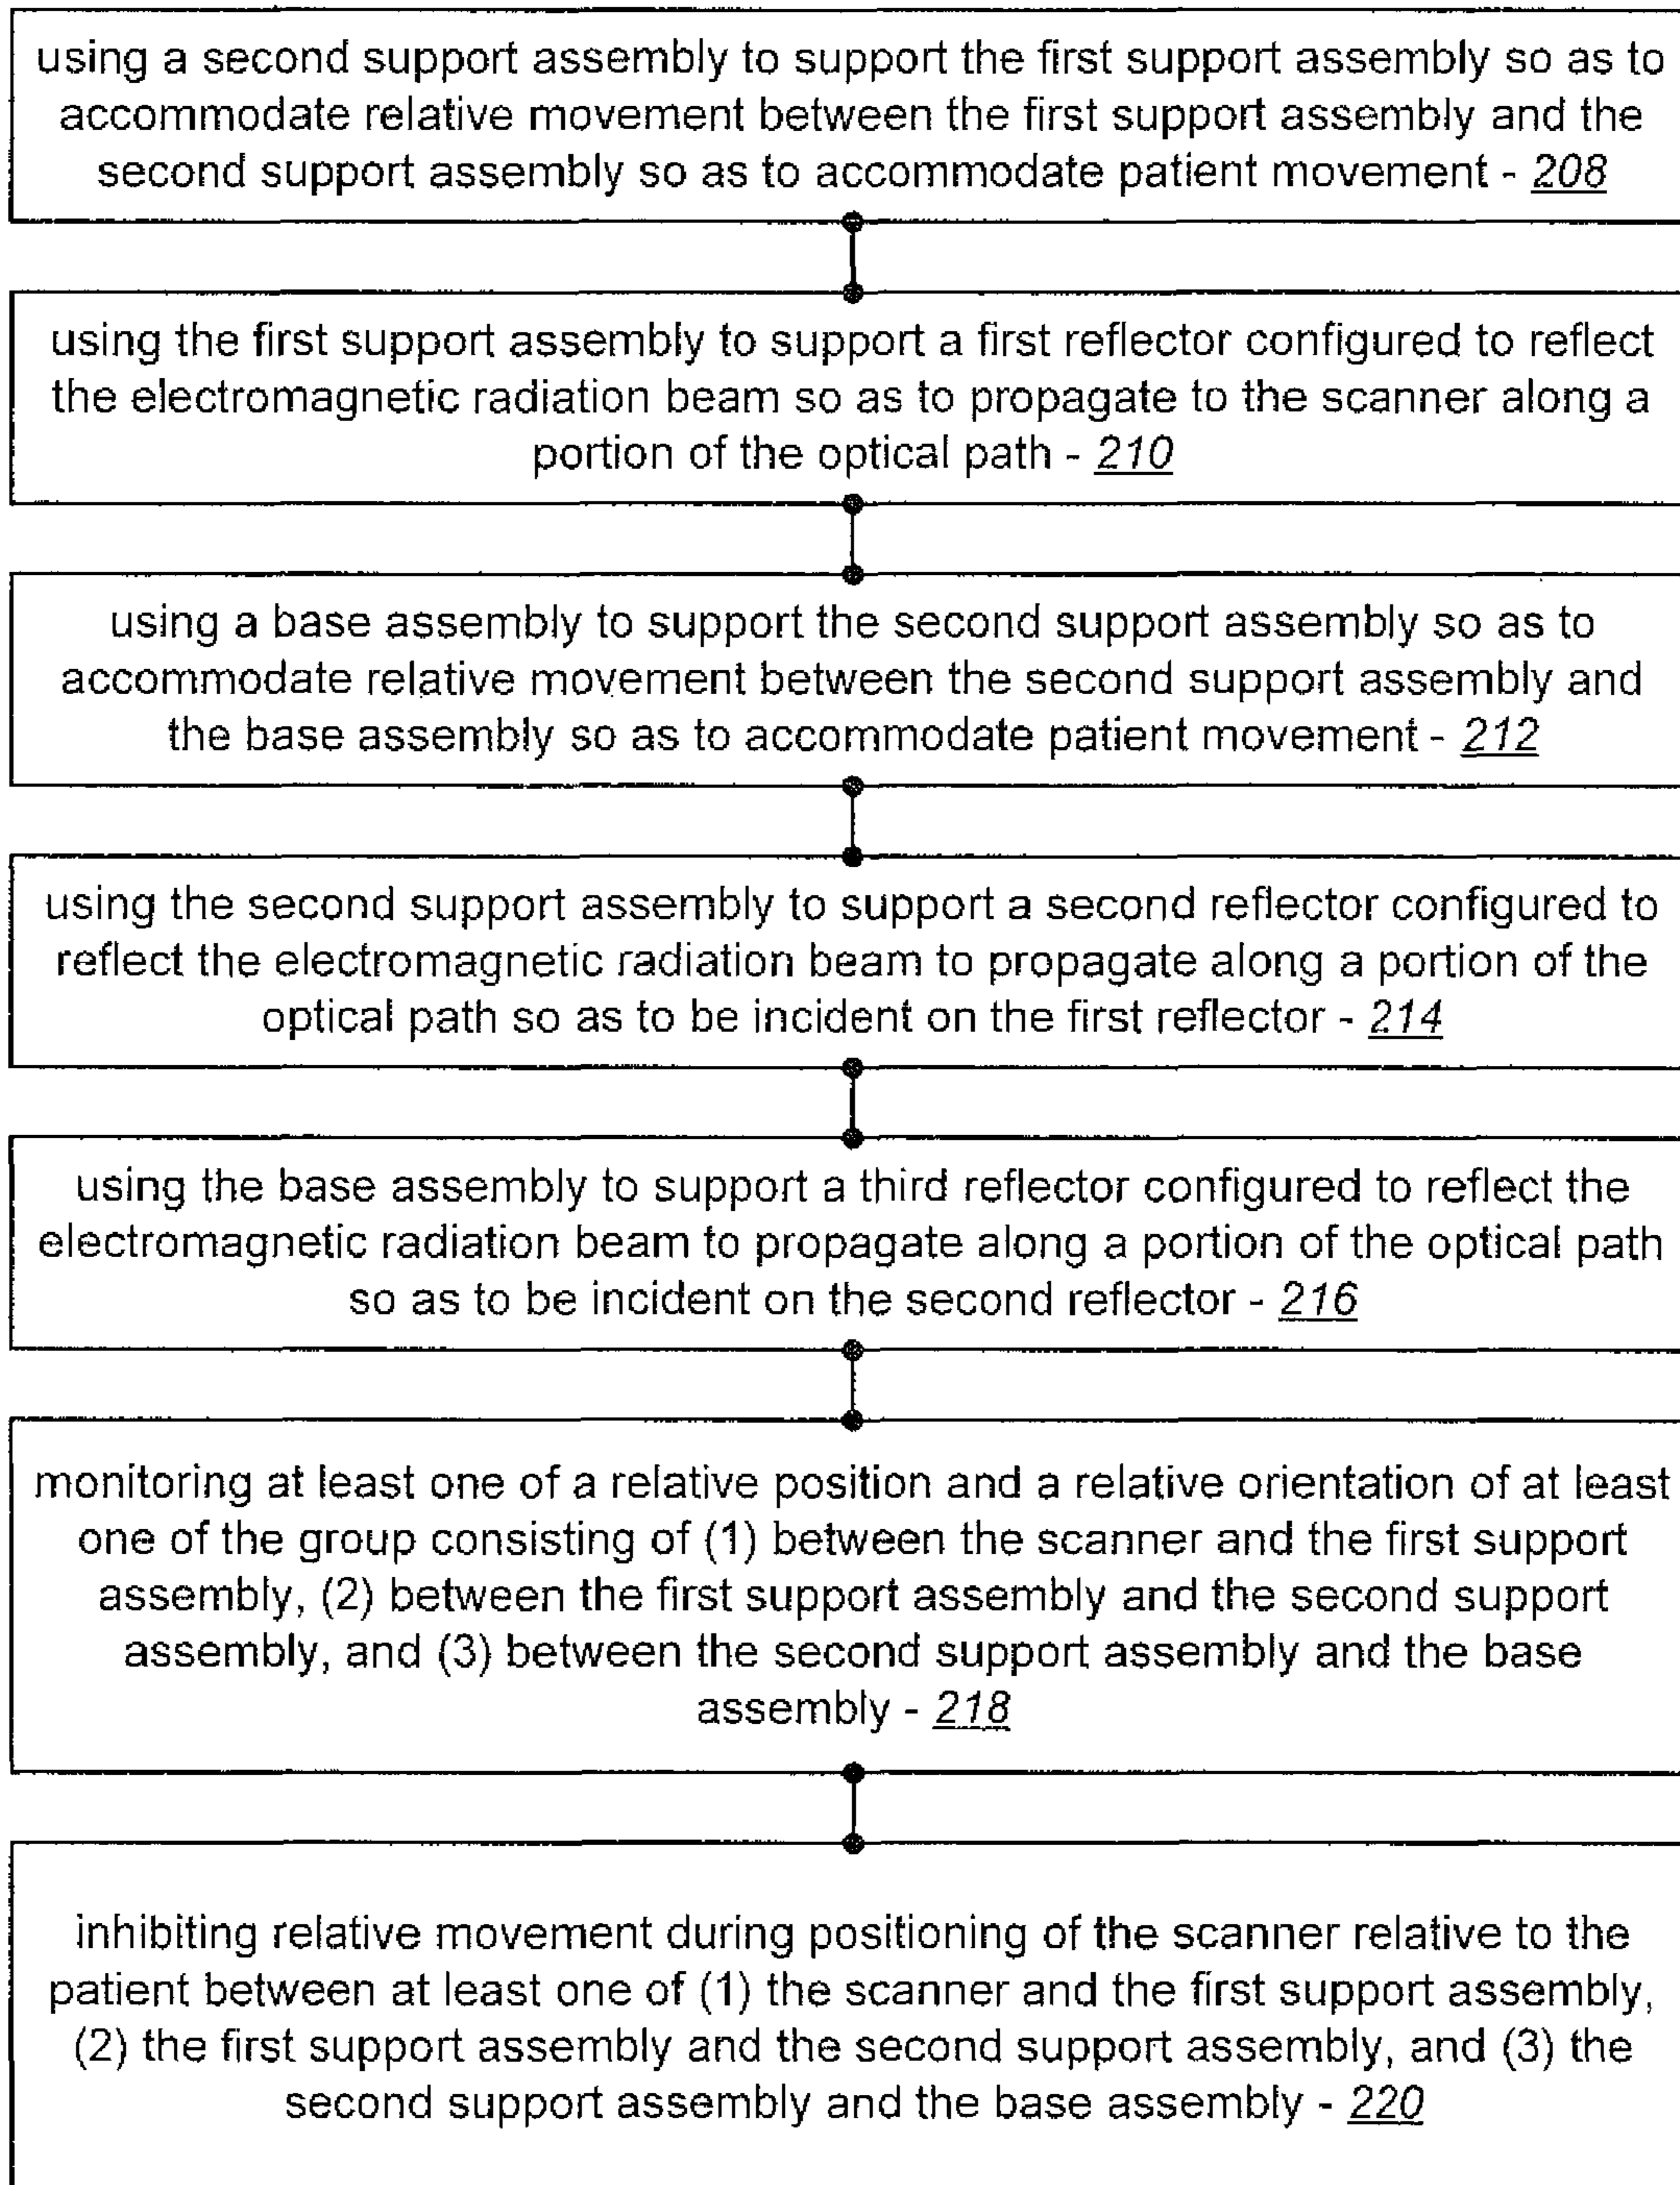 using a second support assembly to support the first support assembly so as to
accommodate relative movement between the first support assembly and the
second support assembly so as to accommodate patient movement - 208
using the first support assembly to support a first reflector configured to reflect
the electromagnetic radiation beam so as to propagate to the scanner along a
portion of the optical path - 210
using a base assembly to support the second support assembly so as to
accommodate relative movement between the second support assembly and
the base assembly so as to accommodate patient movement - 212
using the second support assembly to support a second reflector configured to
reflect the electromagnetic radiation beam to propagate along a portion of the
optical path so as to be incident on the first reflector - 214
using the base assembly to support a third reflector configured to reflect the
electromagnetic radiation beam to propagate along a portion of the optical path
so as to be incident on the second reflector - 216
monitoring at least one of a relative position and a relative orientation of at least
one of the group consisting of (1) between the scanner and the first support
assembly, (2) between the first support assembly and the second support
assembly, and (3) between the second support assembly and the base
assembly - 218
inhibiting relative movement during positioning of the scanner relative to the
patient between at least one of (1) the scanner and the first support assembly,
(2) the first support assembly and the second support assembly, and (3) the
second support assembly and the base assembly - 220